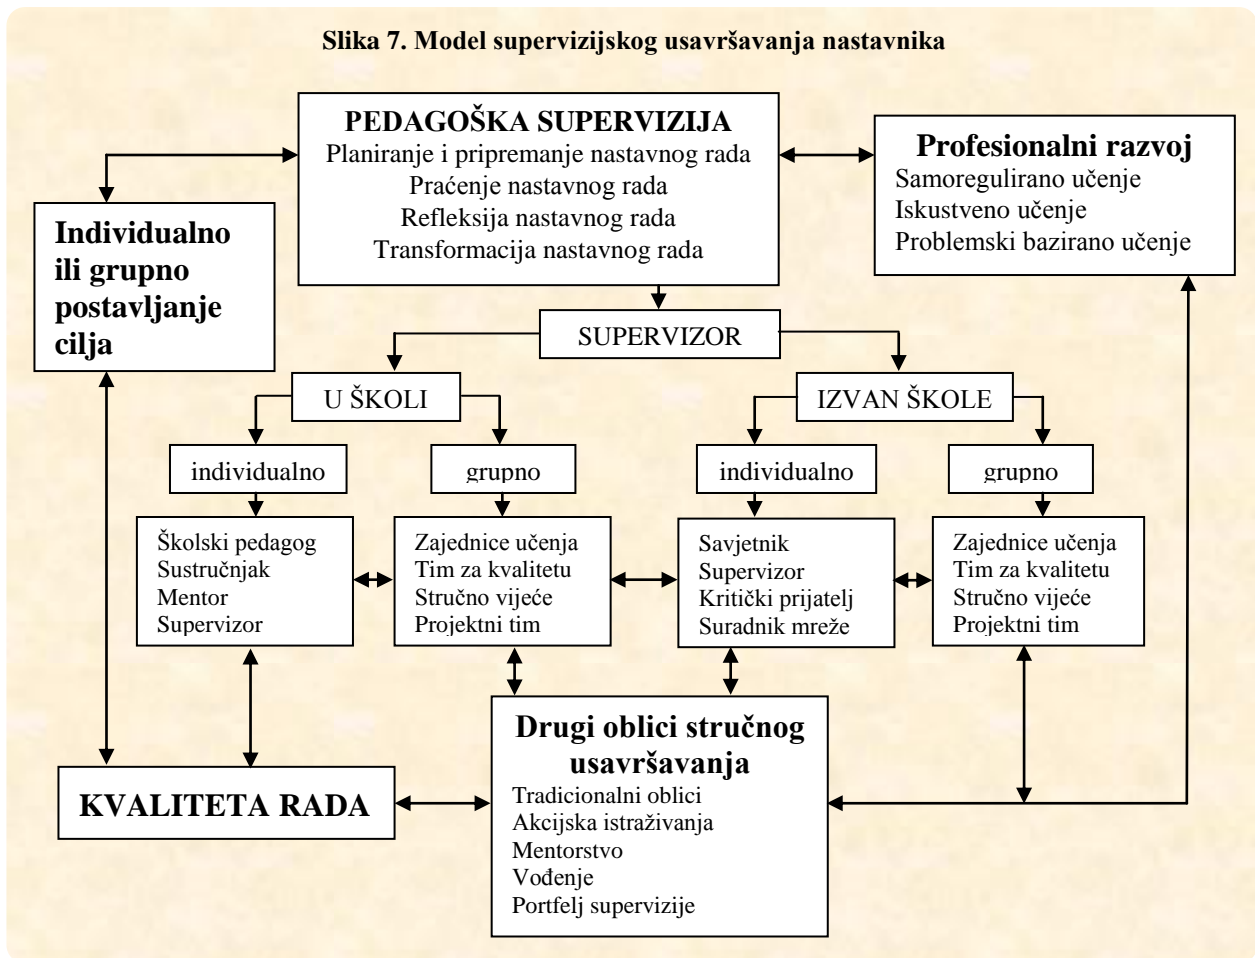 Slika 7. Model supervizijskog usavršavanja nastavnika
PEDAGOŠKA SUPERVIZIJA
Planiranje i pripremanje nastavnog rada
Praćenje nastavnog rada
Refleksija nastavnog rada
Transformacija nastavnog rada
Profesionalni razvoj
Samoregulirano učenje
Iskustveno učenje
Problemski bazirano učenje
Individualno
ili grupno
postavljanje
cilja
SUPERVIZOR
U ŠKOLI
IZVAN ŠKOLE
individualno
grupno
individualno
grupno
Školski pedagog
Sustručnjak
Mentor
Supervizor
Zajednice učenja
Tim za kvalitetu
Stručno vijeće
Projektni tim
Savjetnik
Supervizor
Kritički prijatelj
Suradnik mreže
Zajednice učenja
Tim za kvalitetu
Stručno vijeće
Projektni tim
Drugi oblici stručnog
usavršavanja
Tradicionalni oblici
Akcijska istraživanja
Mentorstvo
Vođenje
Portfelj supervizije
KVALITETA RADA